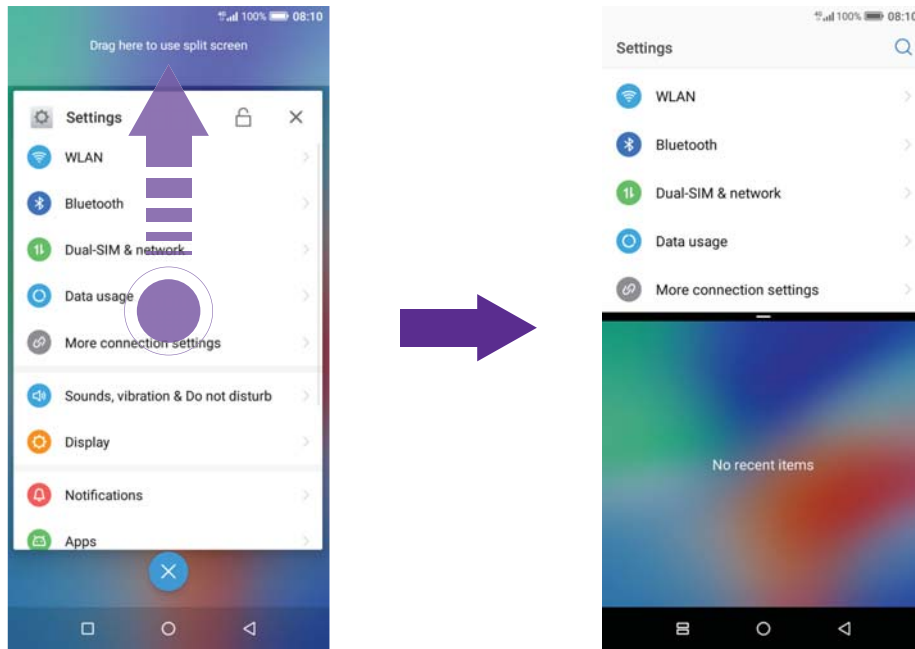 100% 08:10
Drag here to use split screen
Settings
WLAN
Bluetooth
Dual-SIM & network
Data usage
More connection settings
Sounds, vibration & Do not disturb
Display
Notifications
Apps
100% 08:10
Settings
WLAN
Bluetooth
Dual-SIM & network
Data usage
More connection settings
No recent items